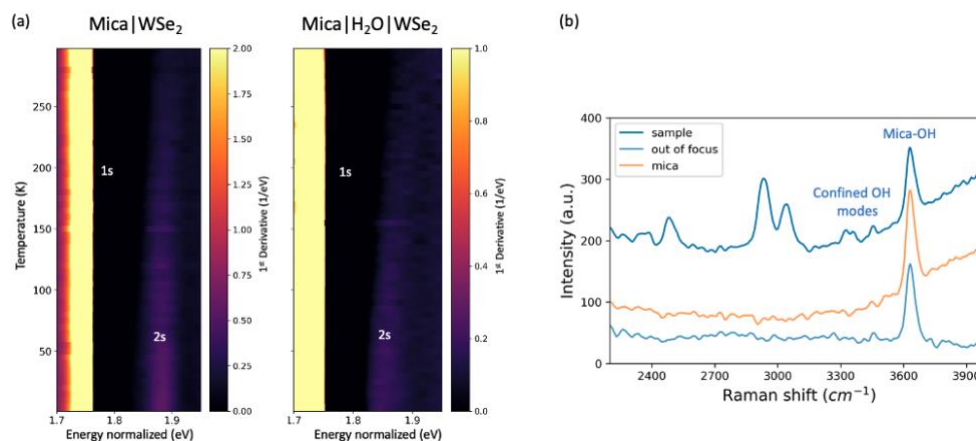 (a)
Mica|WSe₂
Mica|H₂O|WSe₂
(b)
Temperature (K)
250
200
150
100
50
1s
2s
1.7 1.8 1.9
Energy normalized (eV)
2.00
1.75
1.50
1.25
1.00
0.75
0.50
0.25
0.00
1st Derivative (1/eV)
1s
2s
1.7 1.8 1.9
Energy normalized (eV)
1.0
0.8
0.6
0.4
0.2
0.0
1st Derivative (1/eV)
Intensity (a.u.)
400
300
200
100
0
sample
out of focus
mica
Mica-OH
Confined OH
modes
2400 2700 3000 3300 3600 3900
Raman shift (cm⁻¹)